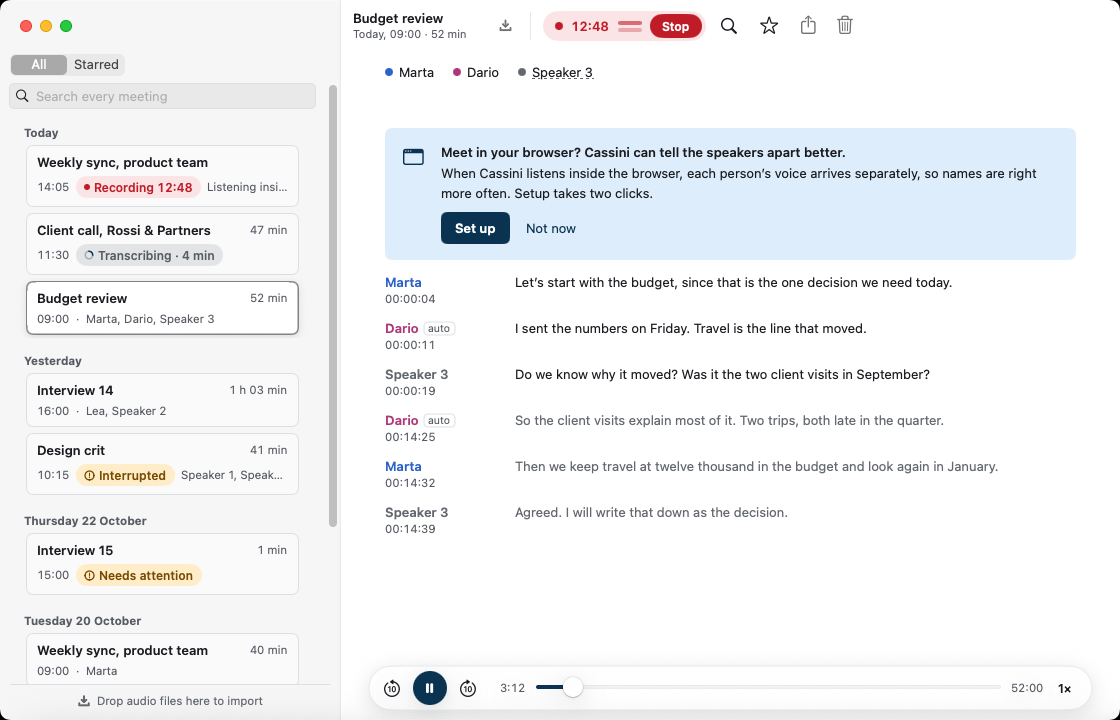 All
Starred
Search every meeting
Today
Weekly sync, product team
14:05 Recording 12:48 Listening insi…
Client call, Rossi & Partners 47 min
11:30 Transcribing · 4 min
Budget review 52 min
09:00 · Marta, Dario, Speaker 3
Yesterday
Interview 14 1 h 03 min
16:00 · Lea, Speaker 2
Design crit 41 min
10:15 Interrupted Speaker 1, Speak…
Thursday 22 October
Interview 15 1 min
15:00 Needs attention
Tuesday 20 October
Weekly sync, product team 40 min
09:00 · Marta
Drop audio files here to import
Budget review
Today, 09:00 · 52 min
12:48 Stop
Marta Dario Speaker 3
Meet in your browser? Cassini can tell the speakers apart better.
When Cassini listens inside the browser, each person’s voice arrives separately, so names are right
more often. Setup takes two clicks.
Set up Not now
Marta Let’s start with the budget, since that is the one decision we need today.
00:00:04
Dario auto I sent the numbers on Friday. Travel is the line that moved.
00:00:11
Speaker 3 Do we know why it moved? Was it the two client visits in September?
00:00:19
Dario auto So the client visits explain most of it. Two trips, both late in the quarter.
00:14:25
Marta Then we keep travel at twelve thousand in the budget and look again in January.
00:14:32
Speaker 3 Agreed. I will write that down as the decision.
00:14:39
10 10 3:12 52:00 1×